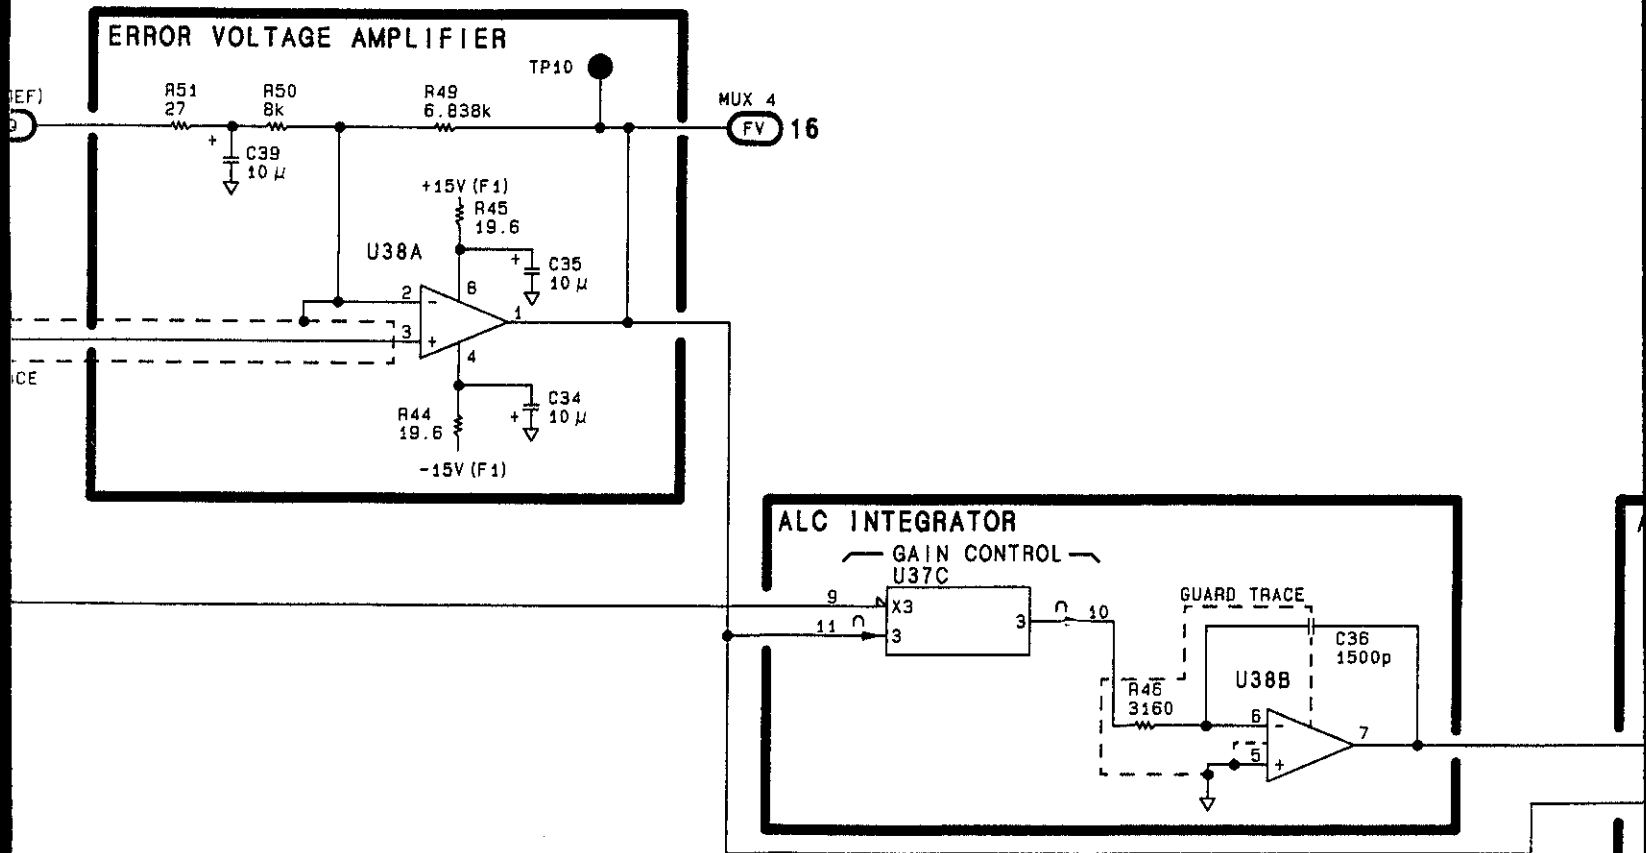 ERROR VOLTAGE AMPLIFIER
TP10
R51
27
R50
8k
R49
6.838k
MUX 4
FV
16
EF)
+
C39
10 µ
+15V (F1)
R45
19.6
U38A
+
C35
10 µ
8
2
-
1
3
+
4
CE
R44
19.6
+
C34
10 µ
-15V (F1)
ALC INTEGRATOR
GAIN CONTROL
U37C
9
X3
11
3
3
10
GUARD TRACE
C36
1500p
R46
3160
U38B
6
-
7
5
+